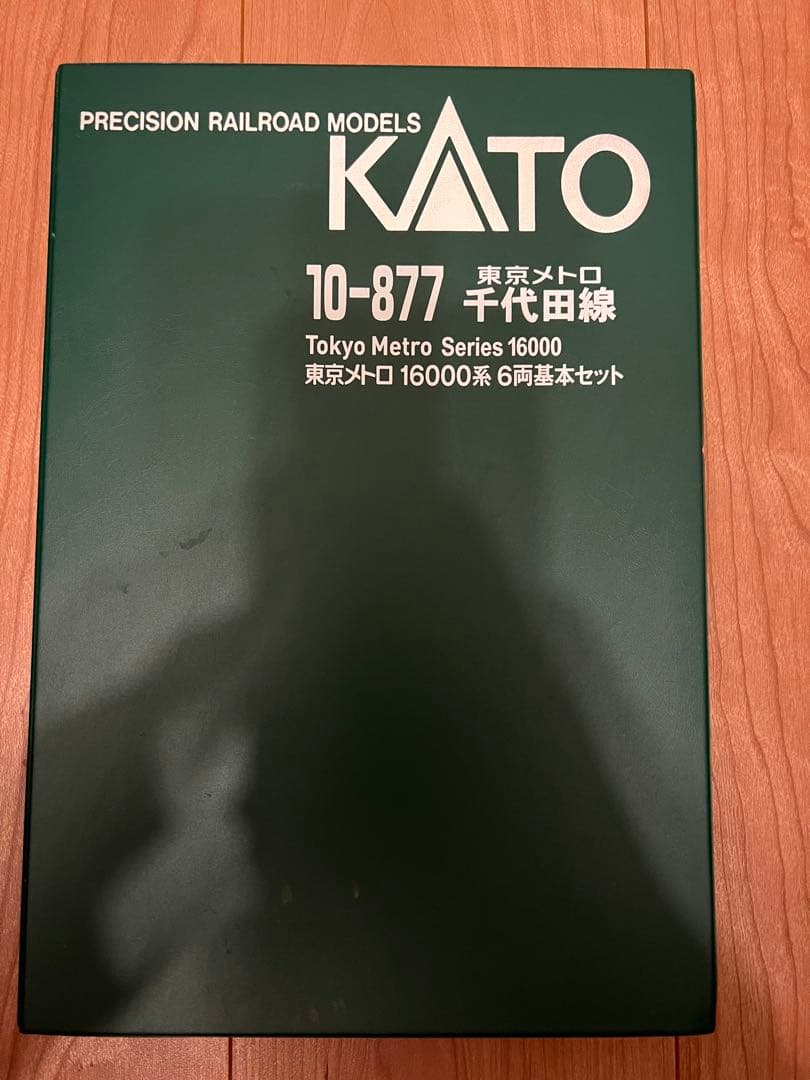 PRECISION RAILROAD MODELS
KATO
10-877 東京メトロ 千代田線
Tokyo Metro Series 16000
東京メトロ 16000系 6両基本セット